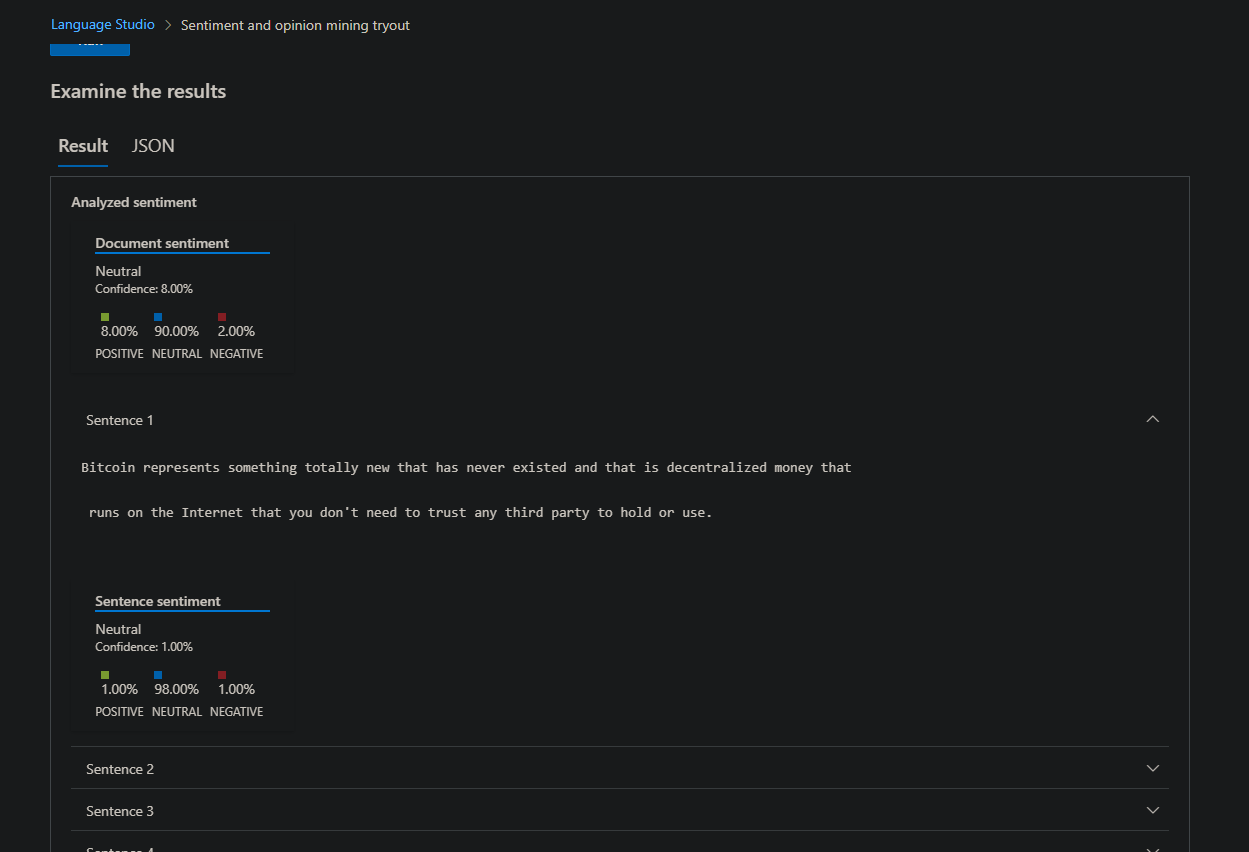 Language Studio > Sentiment and opinion mining tryout
Examine the results
Result JSON
Analyzed sentiment
Document sentiment
Neutral
Confidence: 8.00%
8.00% 90.00% 2.00%
POSITIVE NEUTRAL NEGATIVE
Sentence 1
Bitcoin represents something totally new that has never existed and that is decentralized money that
runs on the Internet that you don't need to trust any third party to hold or use.
Sentence sentiment
Neutral
Confidence: 1.00%
1.00% 98.00% 1.00%
POSITIVE NEUTRAL NEGATIVE
Sentence 2
Sentence 3
Sentence 4